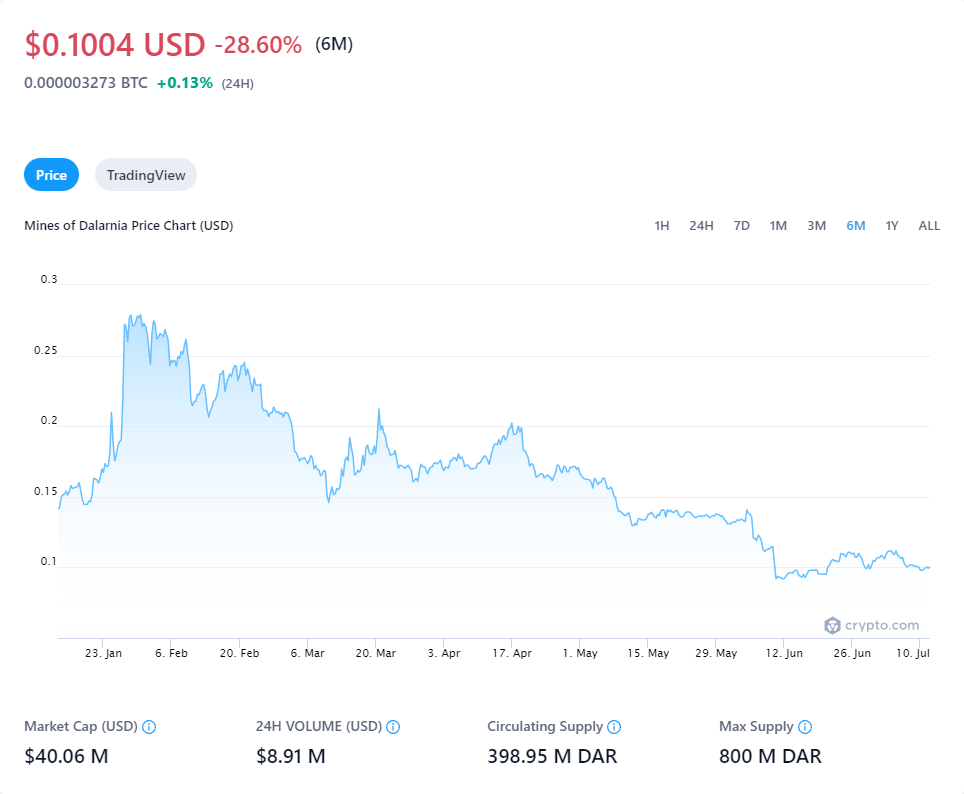 $0.1004 USD -28.60% (6M)
0.000003273 BTC +0.13% (24H)
Price TradingView
Mines of Dalarnia Price Chart (USD) 1H 24H 7D 1M 3M 6M 1Y ALL
0.3
0.25
0.2
0.15
0.1
crypto.com
23. Jan 6. Feb 20. Feb 6. Mar 20. Mar 3. Apr 17. Apr 1. May 15. May 29. May 12. Jun 26. Jun 10. Jul
Market Cap (USD) 24H VOLUME (USD) Circulating Supply Max Supply
$40.06 M $8.91 M 398.95 M DAR 800 M DAR